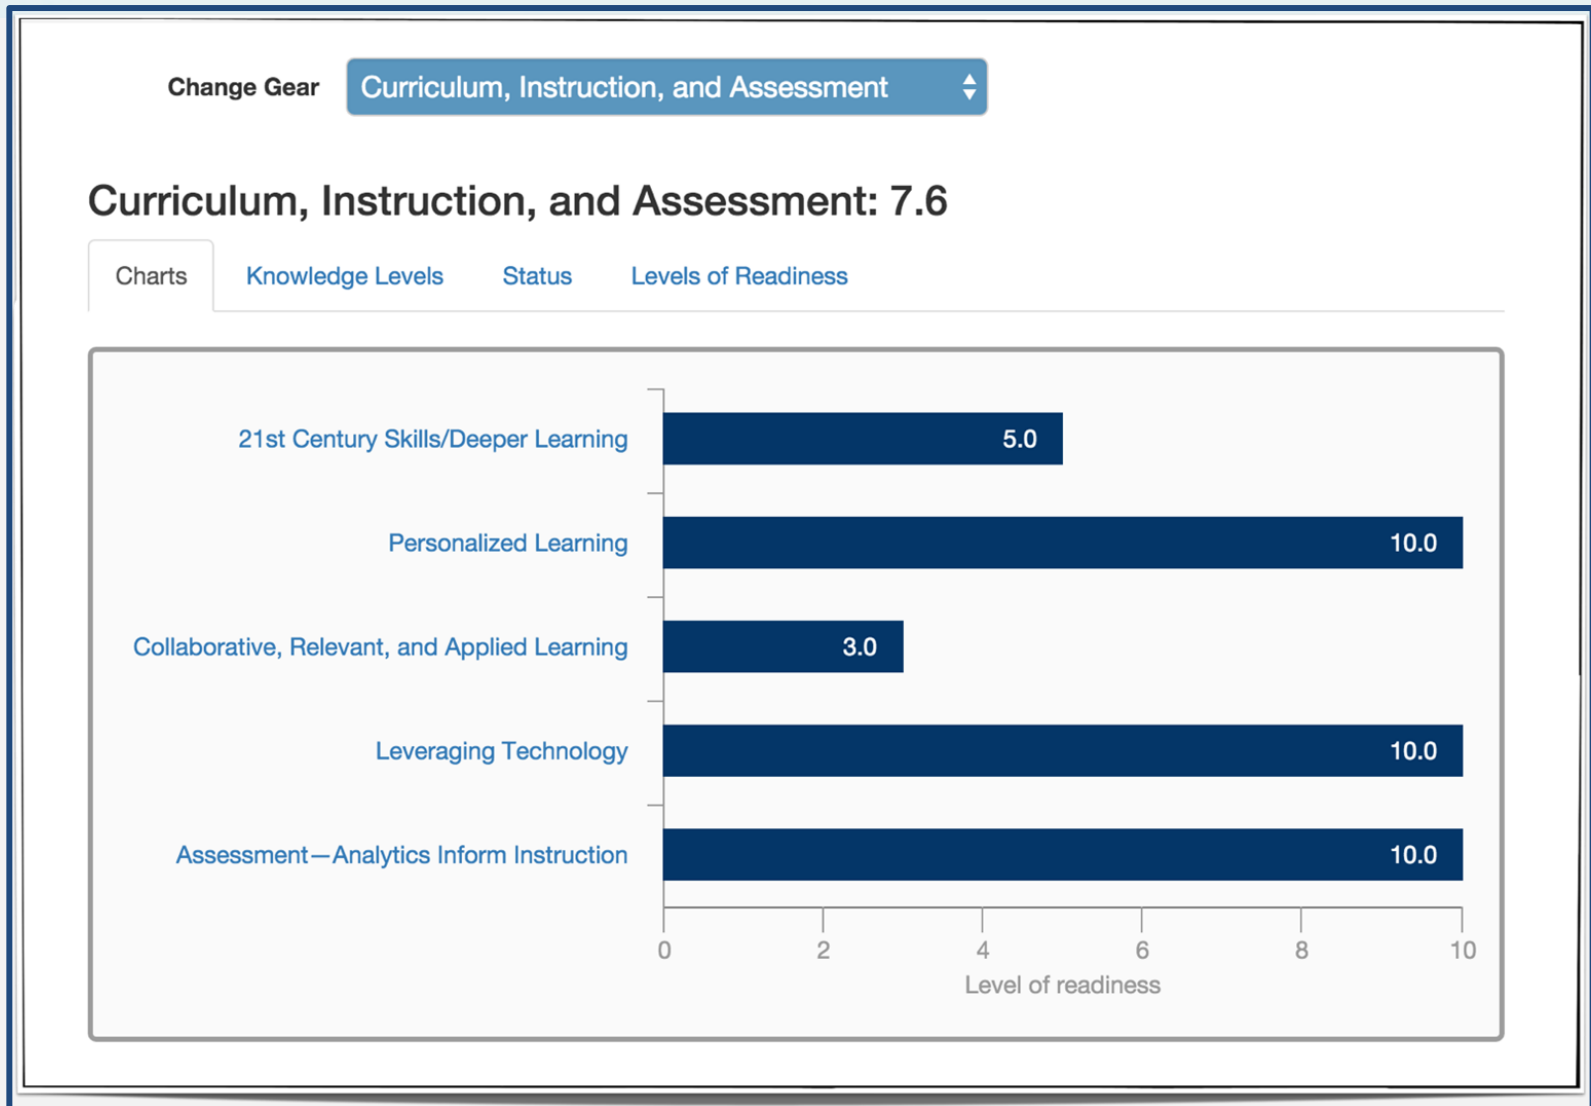 Change Gear Curriculum, Instruction, and Assessment
Curriculum, Instruction, and Assessment: 7.6
Charts Knowledge Levels Status Levels of Readiness
21st Century Skills/Deeper Learning 5.0
Personalized Learning 10.0
Collaborative, Relevant, and Applied Learning 3.0
Leveraging Technology 10.0
Assessment—Analytics Inform Instruction 10.0
0 2 4 6 8 10
Level of readiness